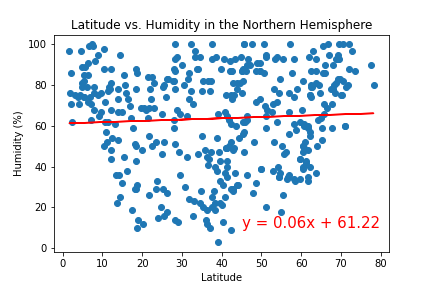 Latitude vs. Humidity in the Northern Hemisphere
100
80
60
40
20
0
Humidity (%)
y = 0.06x + 61.22
0 10 20 30 40 50 60 70 80
Latitude